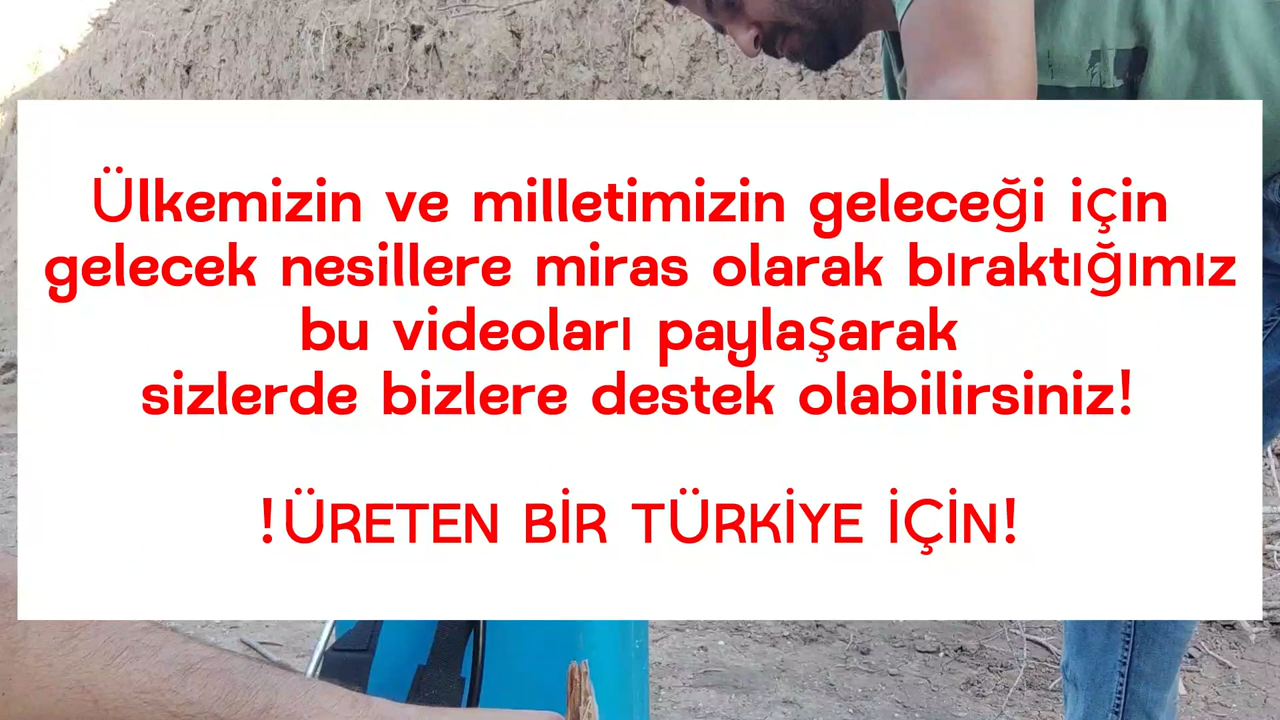 Ülkemizin ve milletimizin geleceği için
gelecek nesillere miras olarak bıraktığımız
bu videoları paylaşarak
sizlerde bizlere destek olabilirsiniz!
!ÜRETEN BİR TÜRKİYE İÇİN!